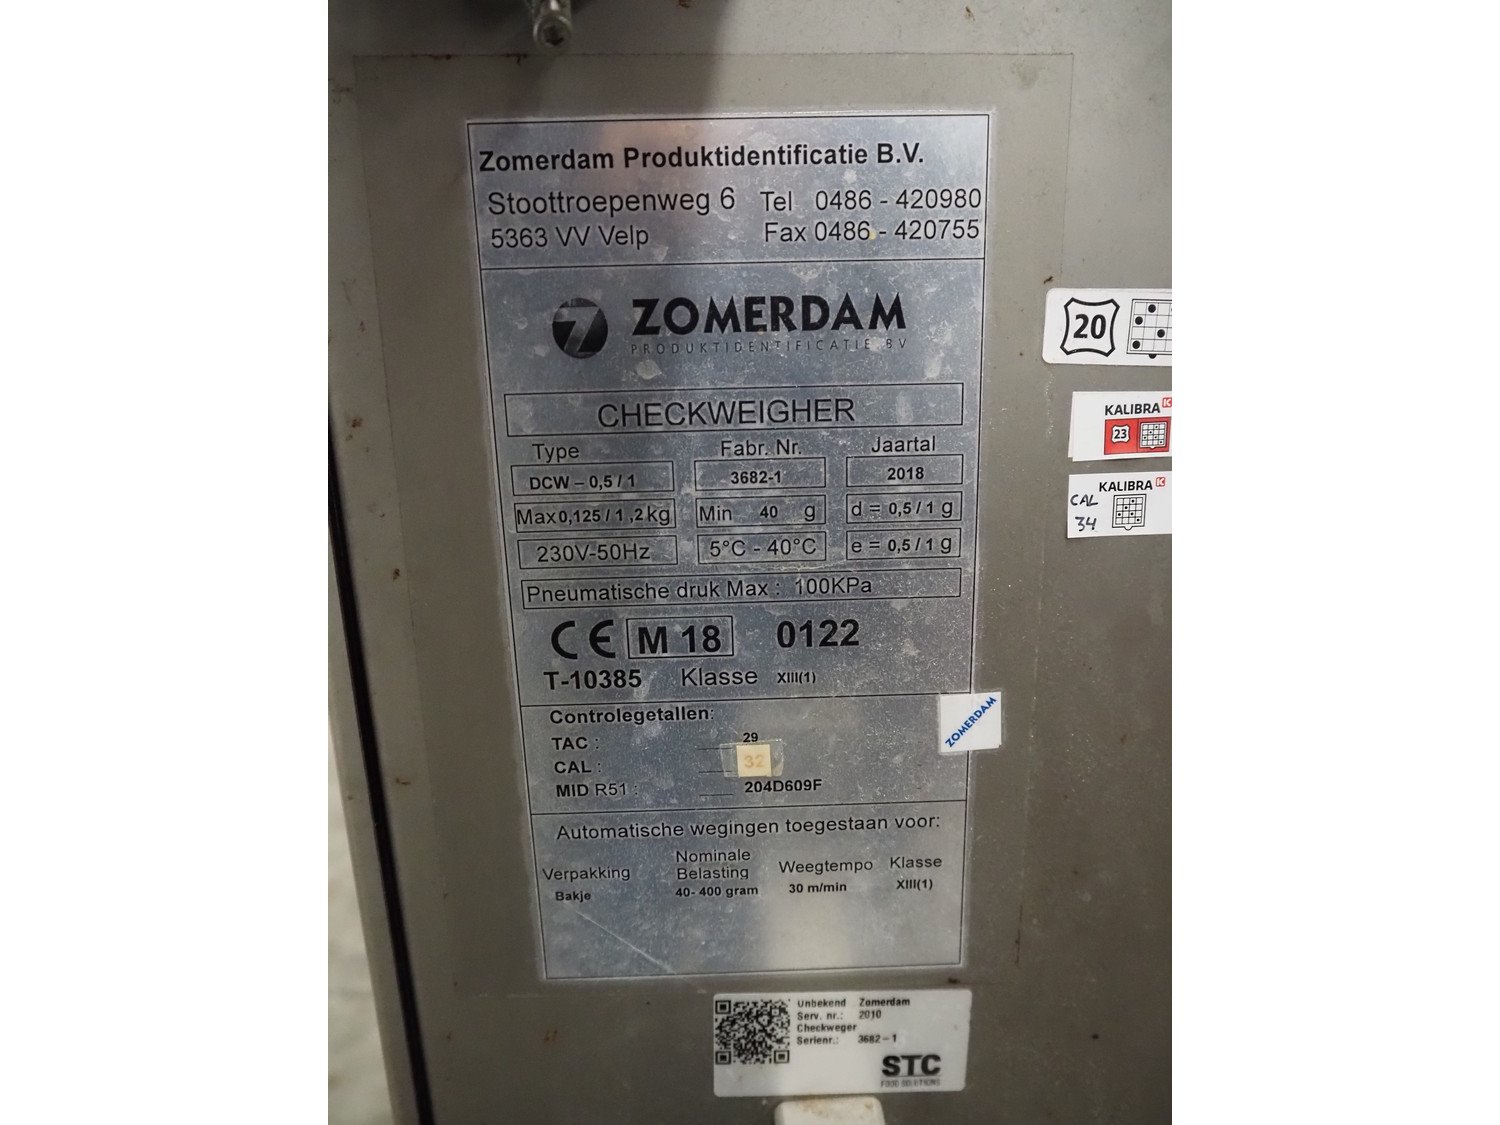 Zomerdam Produktidentificatie B.V.
Stoottroepenweg 6 Tel 0486 - 420980
5363 VV Velp Fax 0486 - 420755
ZOMERDAM
PRODUKTIDENTIFICATIE BV
CHECKWEIGHER
Type Fabr. Nr. Jaartal
DCW – 0,5 / 1 3682-1 2018
Max 0,125 / 1 ,2 kg Min 40 g d = 0,5 / 1 g
230V-50Hz 5°C - 40°C e = 0,5 / 1 g
Pneumatische druk Max : 100KPa
CE M 18 0122
T-10385 Klasse XIII(1)
Controlegetallen:
TAC : 29
CAL : 32
MID R51 : 204D609F
ZOMERDAM
Automatische wegingen toegestaan voor:
Verpakking Nominale Belasting Weegtempo Klasse
Bakje 40- 400 gram 30 m/min XIII(1)
20
KALIBRA K
23
KALIBRA K
CAL
34
Unbekend Zomerdam
Serv. nr.: 2010
Checkweger
Serienr.: 3682-1
STC
FOOD SOLUTIONS